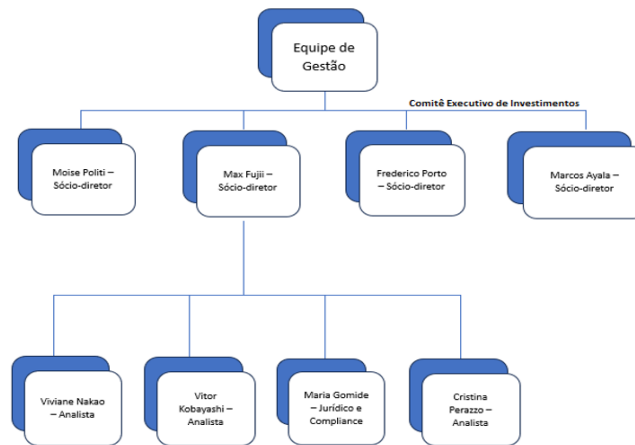 Equipe de
Gestão
Comitê Executivo de Investimentos
Moise Politi –
Sócio-diretor
Max Fujii –
Sócio-diretor
Frederico Porto
– Sócio-diretor
Marcos Ayala –
Sócio-diretor
Viviane Nakao
– Analista
Vitor
Kobayashi –
Analista
Maria Gomide
– Jurídico e
Compliance
Cristina
Perazzo –
Analista